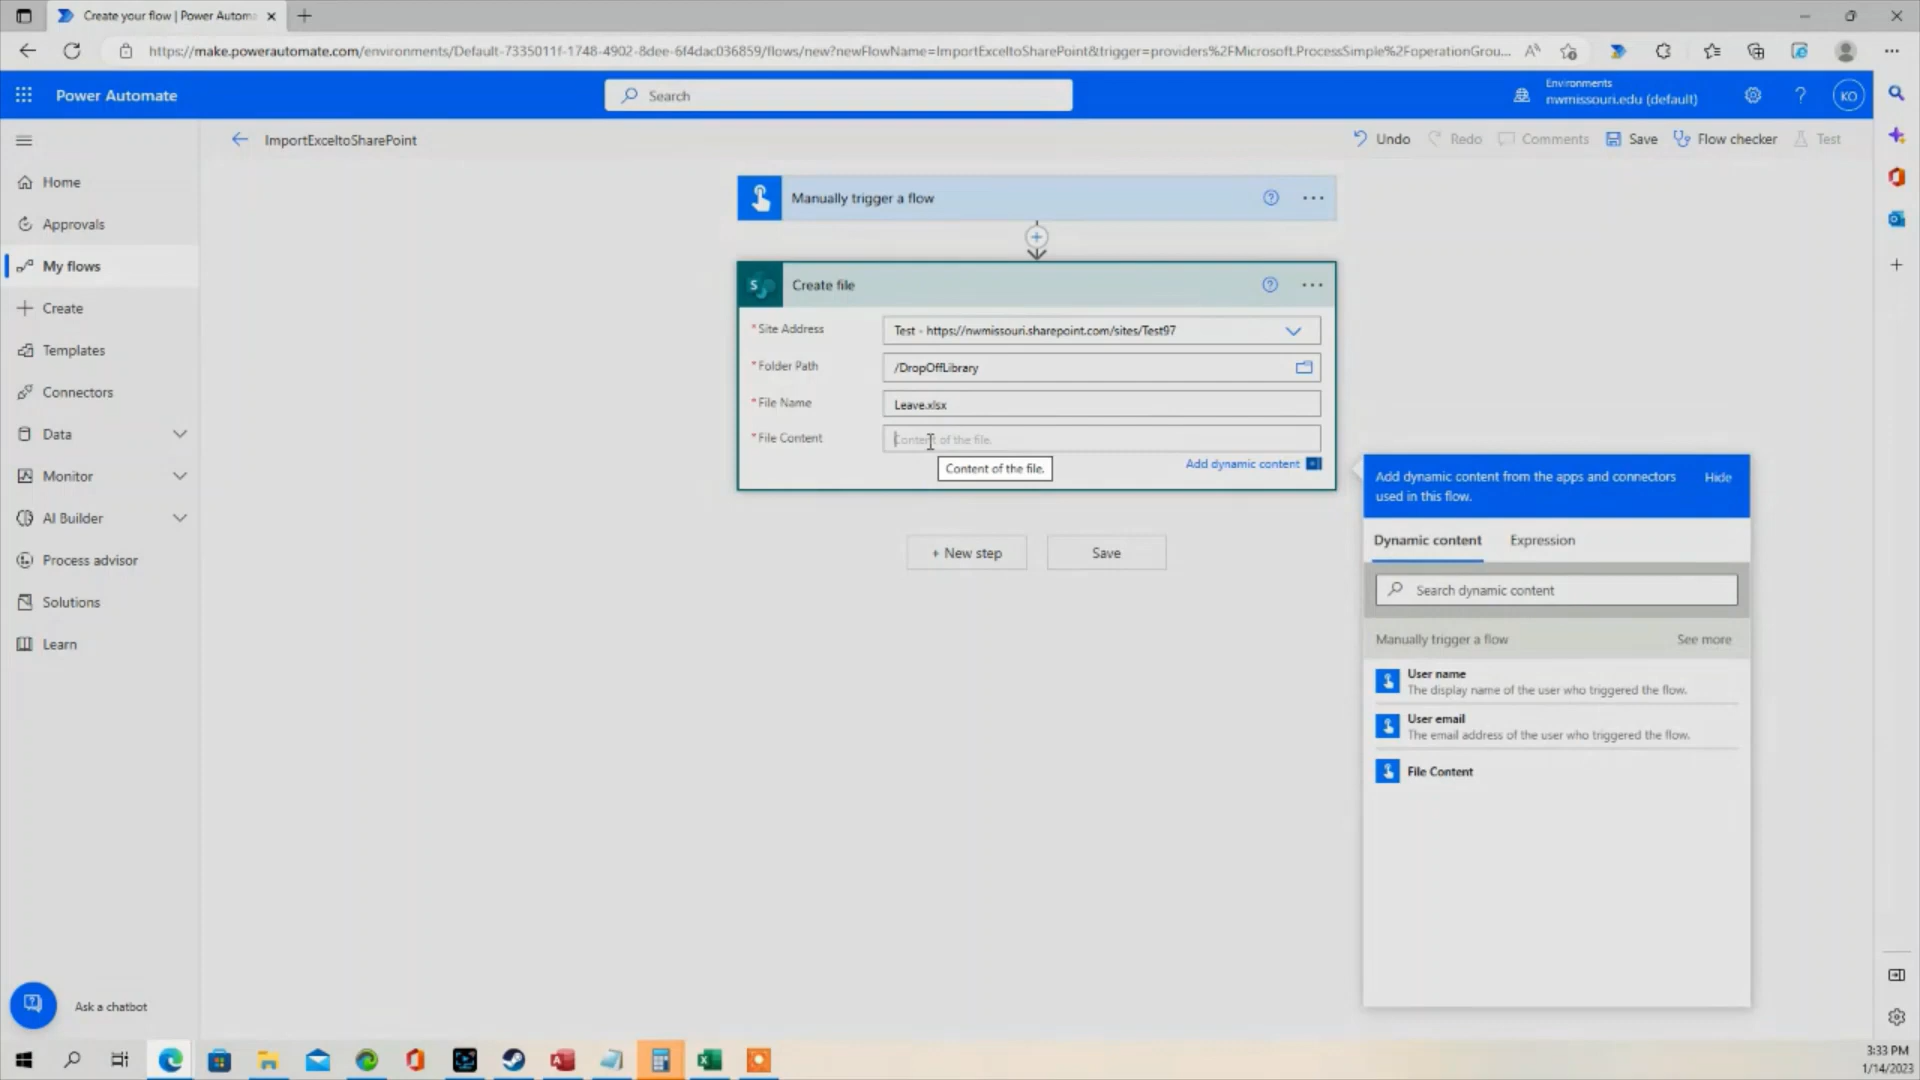 Create your flow | Power Autom
https://make.powerautomate.com/environments/Default-7335011f-1748-4902-8dee-6f4dac036859/flows/new?newFlowName=ImportExceltoSharePoint&trigger=providers%2FMicrosoft.ProcessSimple%2FoperationGrou...
Power Automate
Search
Environments
nwmissouri.edu (default)
KO
ImportExceltoSharePoint
Undo
Redo
Comments
Save
Flow checker
Test
Home
Approvals
My flows
Create
Templates
Connectors
Data
Monitor
AI Builder
Process advisor
Solutions
Learn
Ask a chatbot
Manually trigger a flow
Create file
*Site Address
Test - https://nwmissouri.sharepoint.com/sites/Test97
*Folder Path
/DropOffLibrary
*File Name
Leave.xlsx
*File Content
Content of the file.
Content of the file.
Add dynamic content
+ New step
Save
Add dynamic content from the apps and connectors
used in this flow.
Hide
Dynamic content
Expression
Search dynamic content
Manually trigger a flow
See more
User name
The display name of the user who triggered the flow.
User email
The email address of the user who triggered the flow.
File Content
3:33 PM
1/14/2023